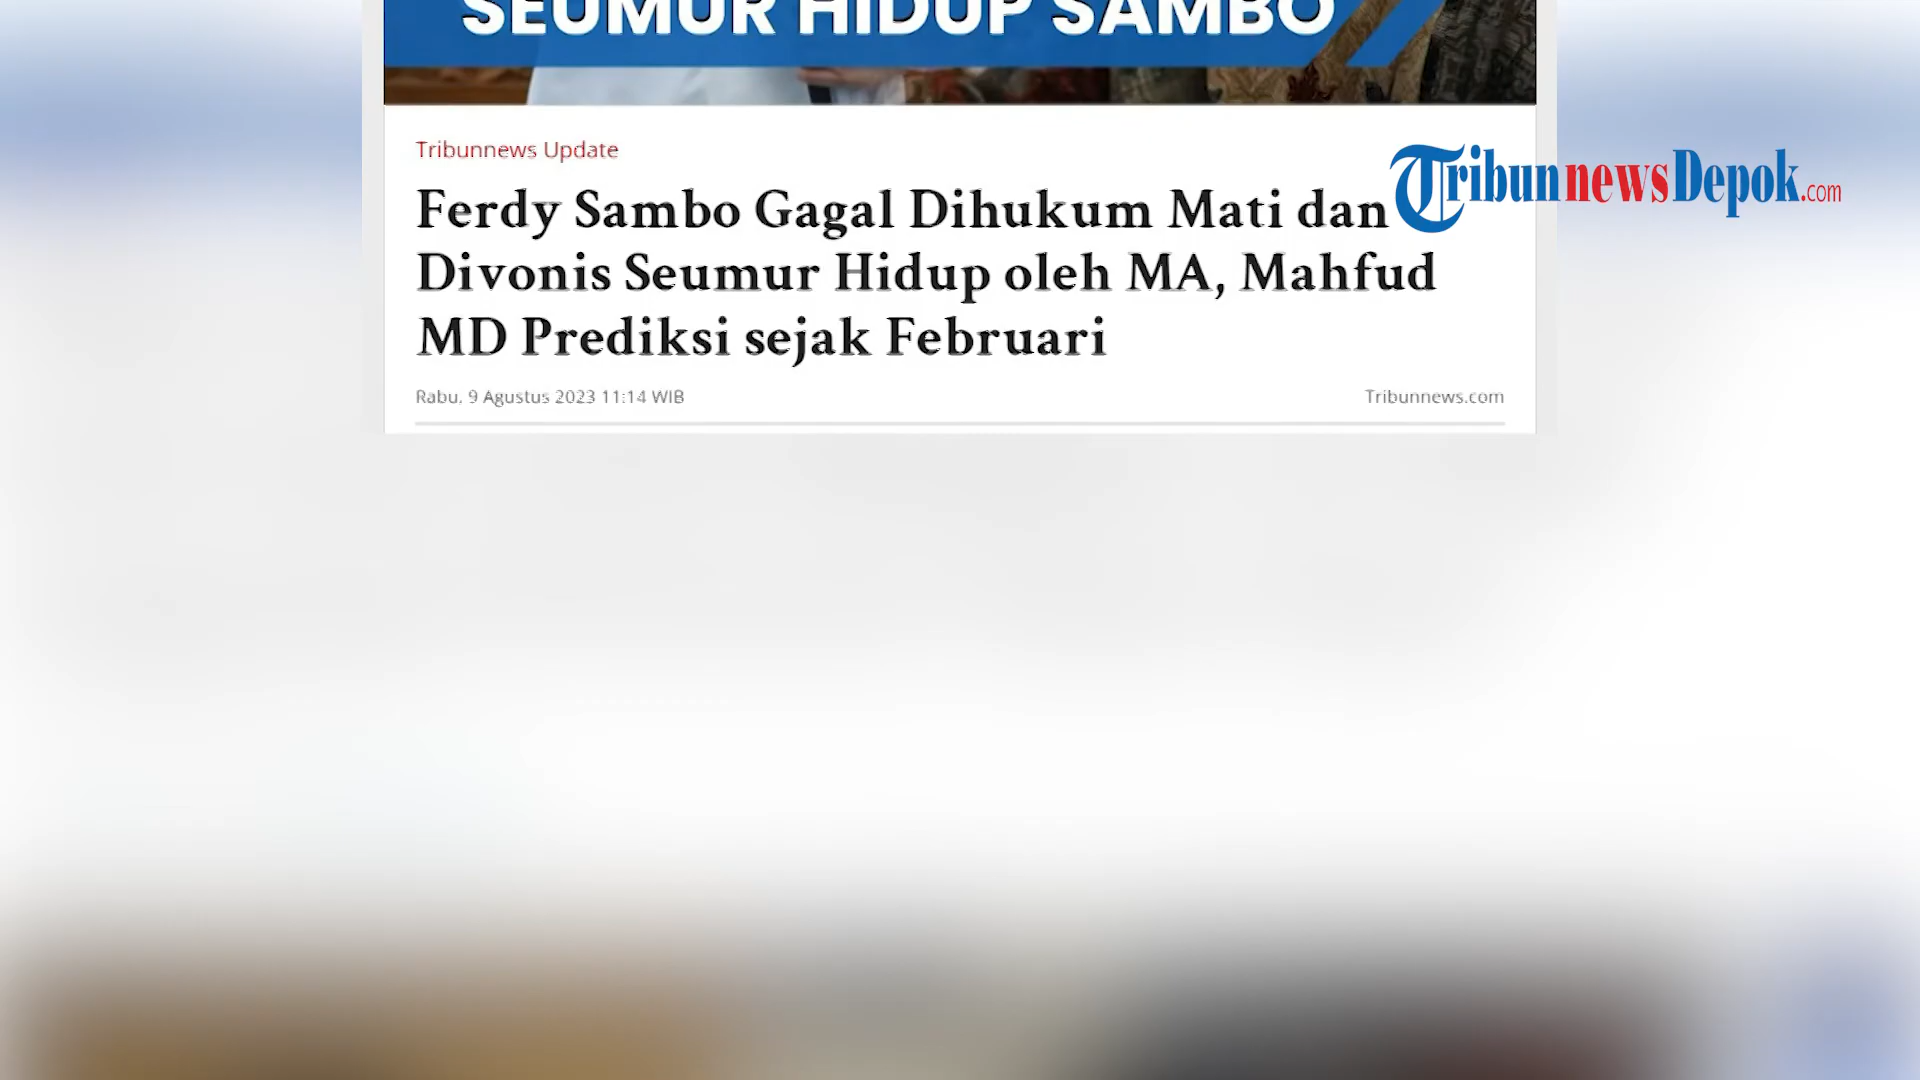 SEUMUR HIDUP SAMBO
Tribunnews Update
TribunnewsDepok.com
Ferdy Sambo Gagal Dihukum Mati dan
Divonis Seumur Hidup oleh MA, Mahfud
MD Prediksi sejak Februari
Rabu, 9 Agustus 2023 11:14 WIB
Tribunnews.com